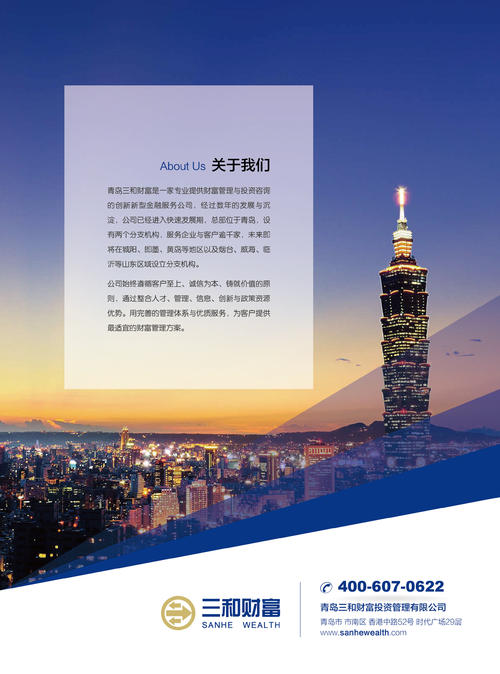 About Us 关于我们
青岛三和财富是一家专业提供财富管理与投资咨询
的创新新型金融服务公司，经过数年的发展与沉
淀，公司已经进入快速发展期，总部位于青岛，设
有两个分支机构，服务企业与客户逾千家，未来即
将在城阳、即墨、黄岛等地区以及烟台、威海、临
沂等山东区域设立分支机构。
公司始终遵循客户至上、诚信为本、铸就价值的原
则，通过整合人才、管理、信息、创新与政策资源
优势。用完善的管理体系与优质服务，为客户提供
最适宜的财富管理方案。
三和财富
SANHE WEALTH
400-607-0622
青岛三和财富投资管理有限公司
青岛市 市南区 香港中路52号 时代广场29层
www.sanhewealth.com